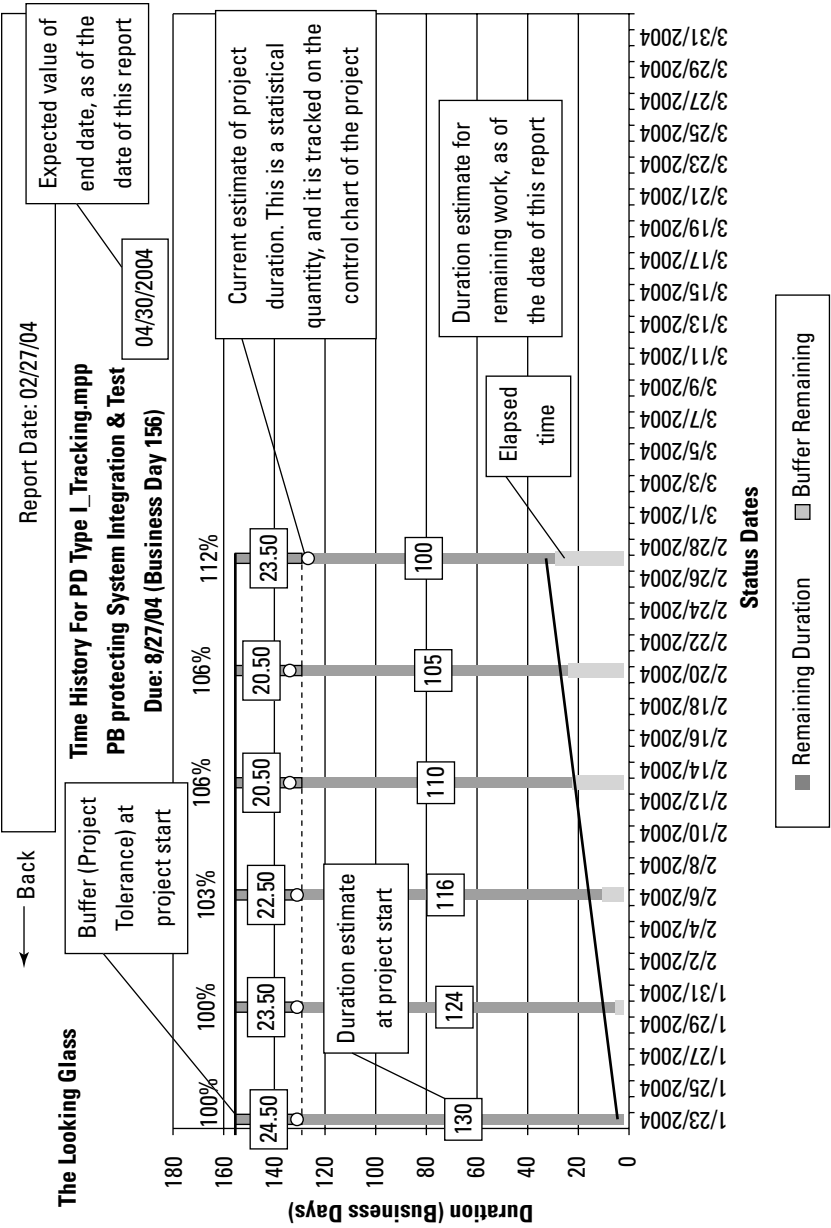 The Looking Glass
Back
Report Date: 02/27/04
Time History For PD Type I_Tracking.mpp
PB protecting System Integration & Test
Due: 8/27/04 (Business Day 156)
Expected value of
end date, as of the
date of this report
04/30/2004
Buffer (Project
Tolerance) at
project start
Current estimate of project
duration. This is a statistical
quantity, and it is tracked on the
control chart of the project
Duration estimate
at project start
Duration estimate for
remaining work, as of
the date of this report
Elapsed
time
100%
100%
103%
106%
106%
112%
24.50
23.50
22.50
20.50
20.50
23.50
130
124
116
110
105
100
Duration (Business Days)
180
160
140
120
100
80
60
40
20
0
1/23/2004
1/25/2004
1/27/2004
1/29/2004
1/31/2004
2/2/2004
2/4/2004
2/6/2004
2/8/2004
2/10/2004
2/12/2004
2/14/2004
2/16/2004
2/18/2004
2/20/2004
2/22/2004
2/24/2004
2/26/2004
2/28/2004
3/1/2004
3/3/2004
3/5/2004
3/7/2004
3/9/2004
3/11/2004
3/13/2004
3/15/2004
3/17/2004
3/19/2004
3/21/2004
3/23/2004
3/25/2004
3/27/2004
3/29/2004
3/31/2004
Status Dates
Remaining Duration
Buffer Remaining